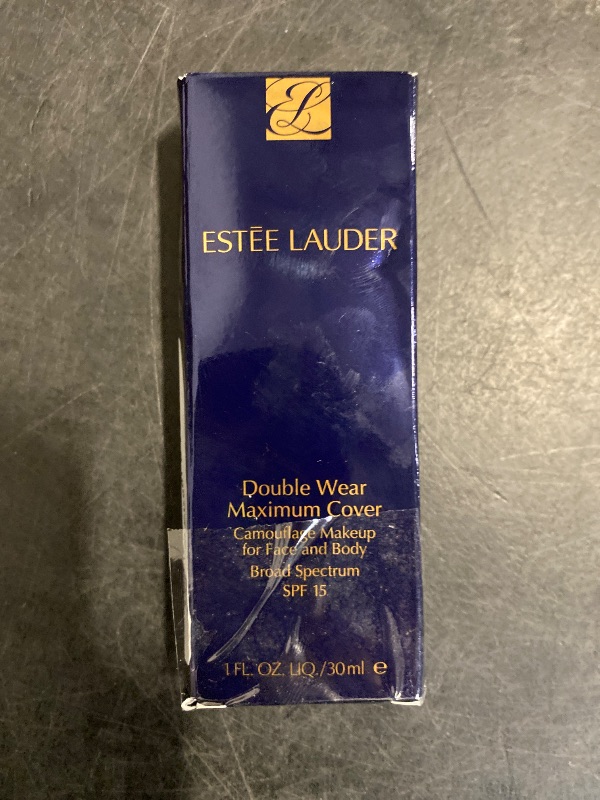 EL
ESTĒE LAUDER
Double Wear
Maximum Cover
Camouflage Makeup
for Face and Body
Broad Spectrum
SPF 15
1 FL. OZ. LIQ./30 ml ℮